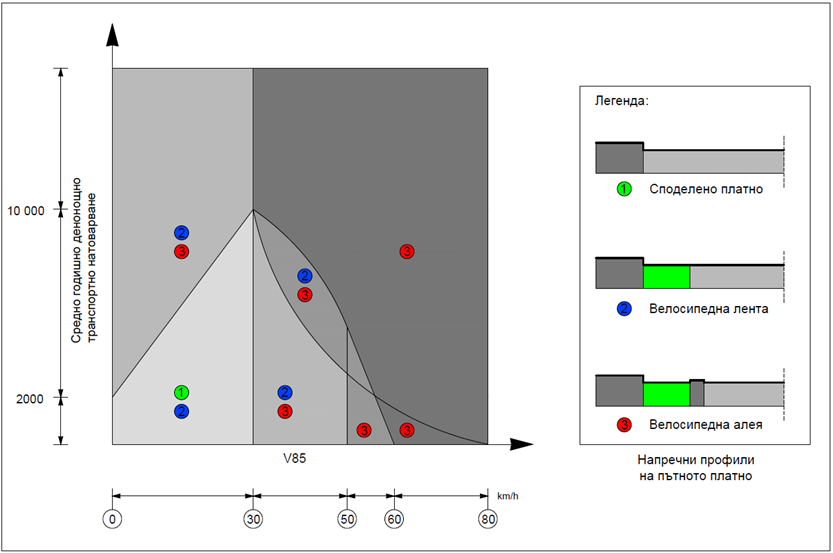 Средно годишно денонощно
транспортно натоварване
10 000
2000
2
3
2
3
3
1
2
2
3
3
3
V85
km/h
0
30
50
60
80
Легенда:
1 Споделено платно
2 Велосипедна лента
3 Велосипедна алея
Напречни профили
на пътното платно